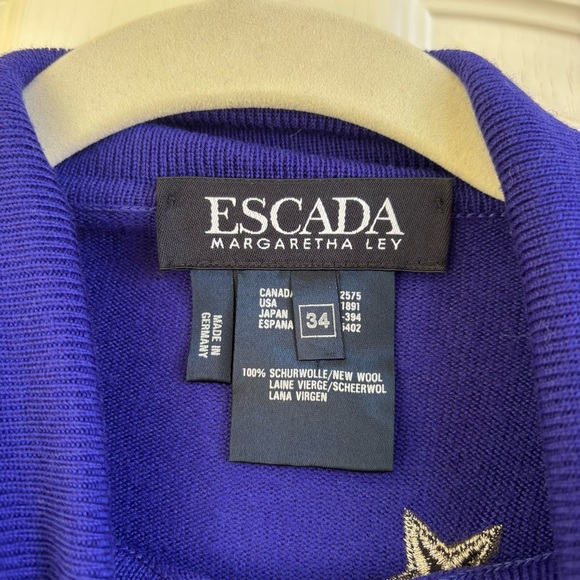 ESCADA
MARGARETHA LEY
MADE IN
GERMANY
CANADA 2575
USA 1891
JAPAN -394
ESPANA 5402
34
100% SCHURWOLLE/NEW WOOL
LAINE VIERGE/SCHEERWOL
LANA VIRGEN